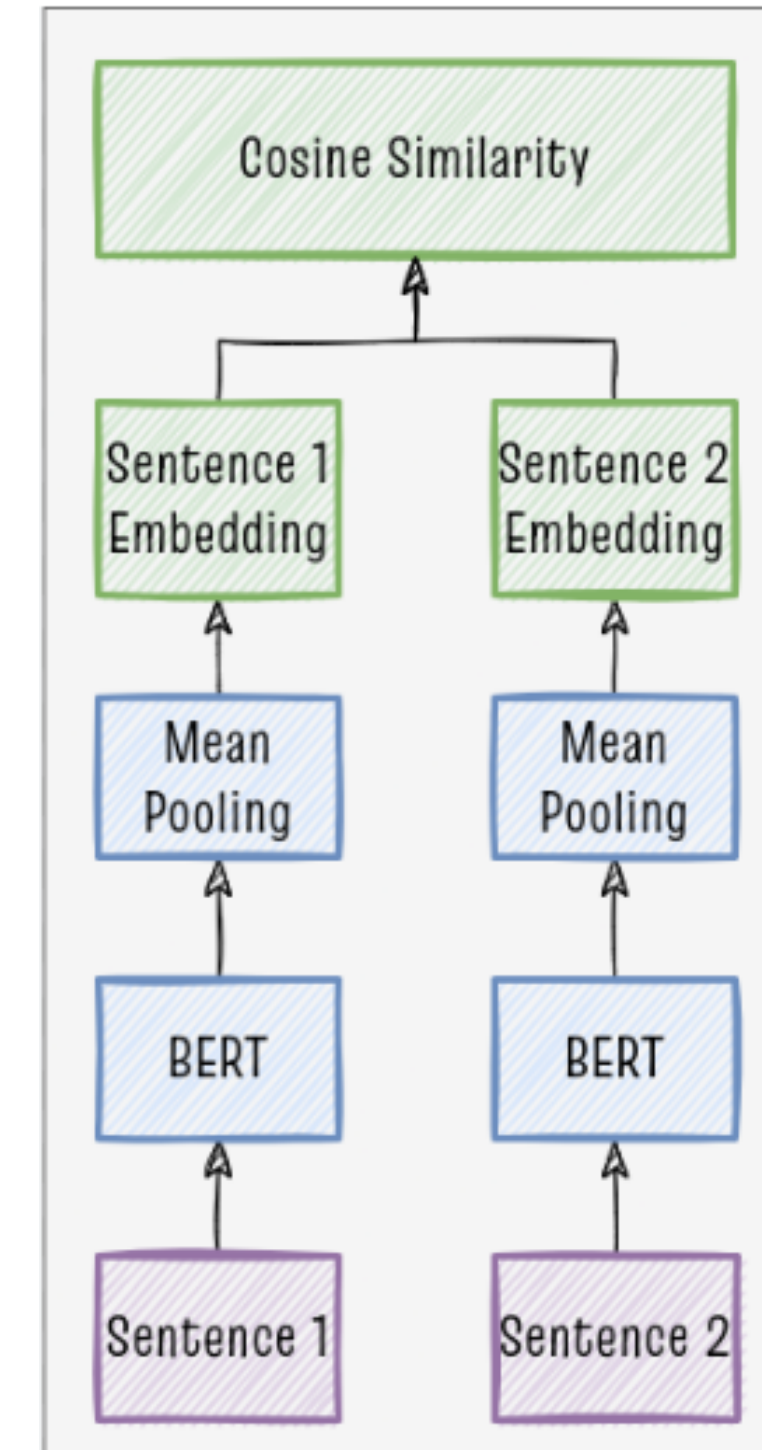 Cosine Similarity
Sentence 1
Embedding
Sentence 2
Embedding
Mean
Pooling
Mean
Pooling
BERT
BERT
Sentence 1
Sentence 2